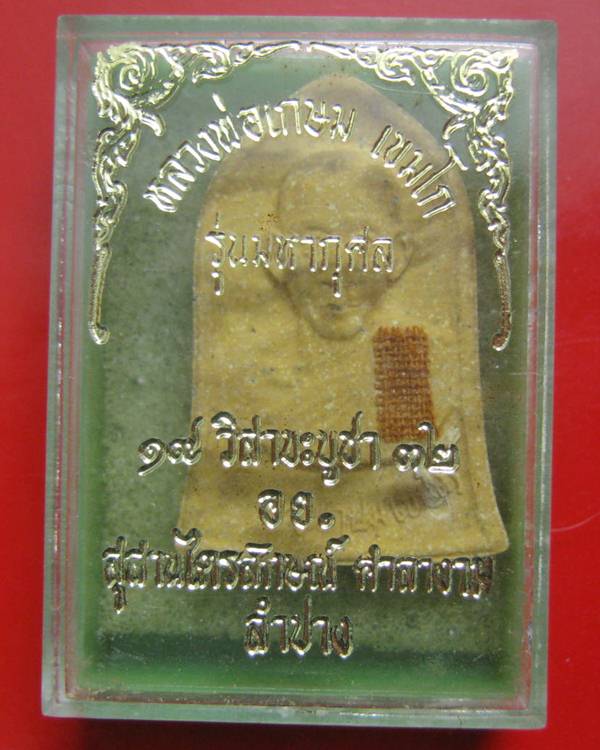 หลวงพ่อเกษม เขมโก
รุ่นมหากุศล
๑๙ วิสาขะบูชา ๓๒
อย.
สุสานไตรลักษณ์ ศาลางาม
ลำปาง